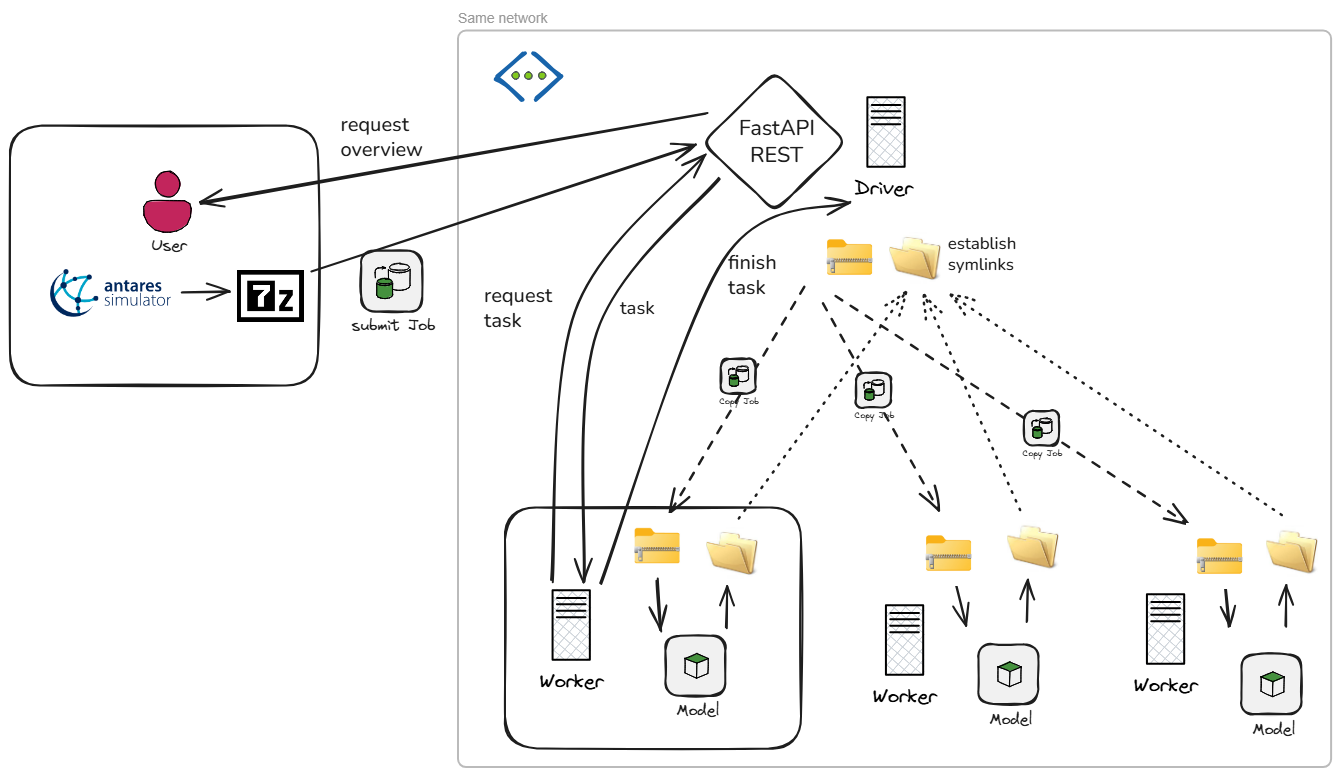 Same network
request
overview
FastAPI
REST
Driver
User
antares
simulator
7z
submit Job
establish
symlinks
finish
task
request
task
task
Copy Job
Copy Job
Copy Job
Worker
Model
Worker
Model
Worker
Model